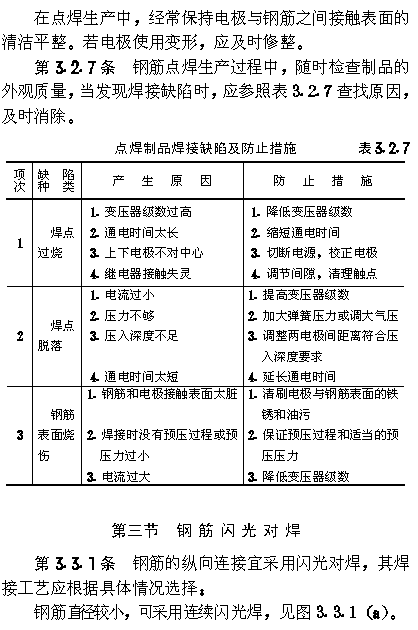 在点焊生产中，经常保持电极与钢筋之间接触表面的
清洁平整。若电极使用变形，应及时修整。
第3.2.7条 钢筋点焊生产过程中，随时检查制品的
外观质量，当发现焊接缺陷时，应参照表3.2.7查找原因，
及时消除。
点焊制品焊接缺陷及防止措施 表3.2.7
项次 缺陷种类 产生原因 防止措施
1 焊点过烧
1. 变压器级数过高 1. 降低变压器级数
2. 通电时间太长 2. 缩短通电时间
3. 上下电极不对中心 3. 切断电源，校正电极
4. 继电器接触失灵 4. 调节间隙，清理触点
2 焊点脱落
1. 电流过小 1. 提高变压器级数
2. 压力不够 2. 加大弹簧压力或调大气压
3. 压入深度不足 3. 调整两电极间距离符合压
入深度要求
4. 通电时间太短 4. 延长通电时间
3 钢筋表面烧伤
1. 钢筋和电极接触表面太脏 1. 清刷电极与钢筋表面的铁
锈和油污
2. 焊接时没有预压过程或预 2. 保证预压过程和适当的预
压力过小 压压力
3. 电流过大 3. 降低变压器级数
第三节 钢筋闪光对焊
第3.3.1条 钢筋的纵向连接宜采用闪光对焊，其焊
接工艺应根据具体情况选择：
钢筋直径较小，可采用连续闪光焊，见图3.3.1（a）。